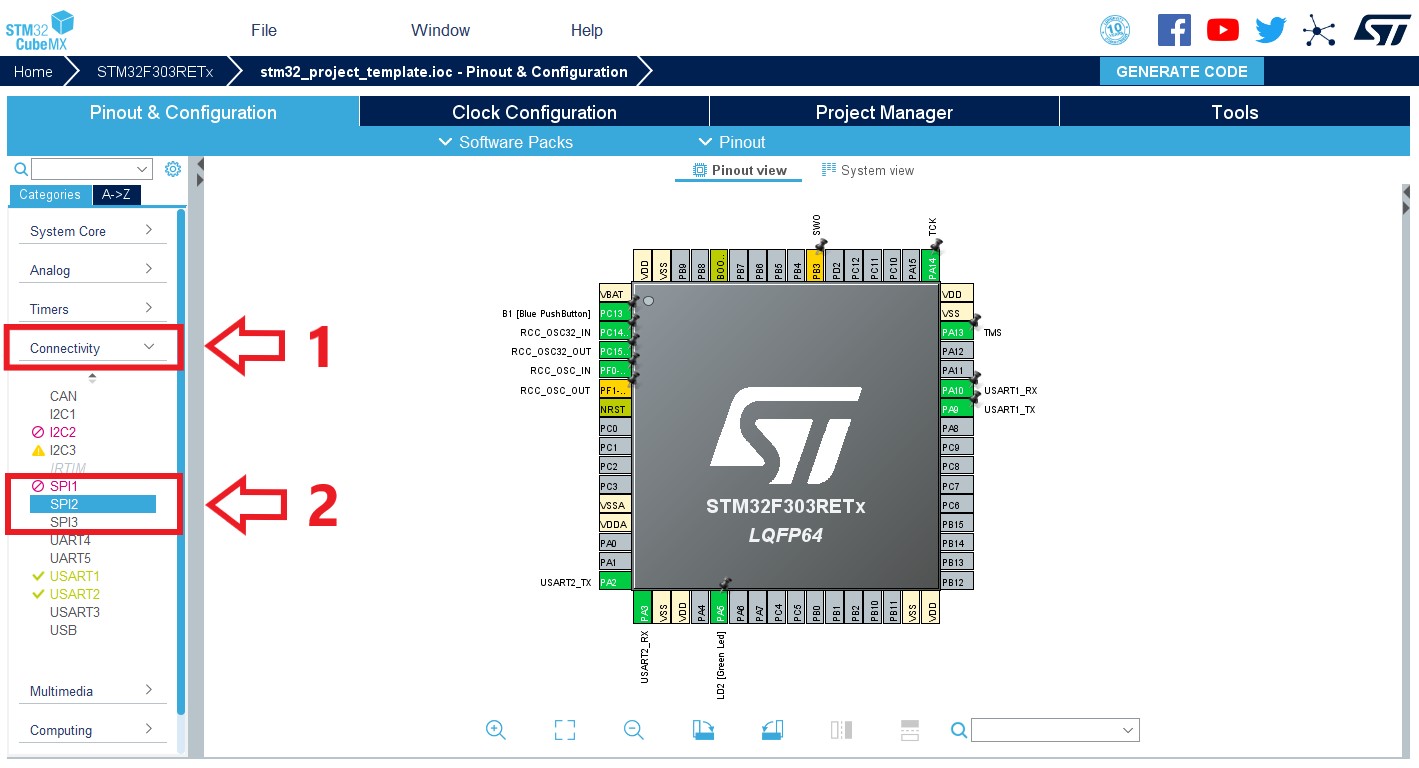 STM32
CubeMX
File
Window
Help
10
ST
Home
STM32F303RETx
stm32_project_template.ioc - Pinout & Configuration
GENERATE CODE
Pinout & Configuration
Clock Configuration
Project Manager
Tools
Software Packs
Pinout
Categories
A->Z
Pinout view
System view
System Core
Analog
Timers
Connectivity
1
CAN
I2C1
I2C2
I2C3
IRTIM
SPI1
SPI2
SPI3
2
UART4
UART5
USART1
USART2
USART3
USB
Multimedia
Computing
SWO
TCK
VDD
VSS
PB9
PB8
BOO..
PB7
PB6
PB5
PB4
PB3
PD2
PC12
PC11
PC10
PA15
PA14
VBAT
B1 [Blue PushButton]
PC13
RCC_OSC32_IN
PC14..
RCC_OSC32_OUT
PC15..
RCC_OSC_IN
PF0-..
RCC_OSC_OUT
PF1-..
NRST
PC0
PC1
PC2
PC3
VSSA
VDDA
PA0
PA1
USART2_TX
PA2
ST
STM32F303RETx
LQFP64
VDD
VSS
PA13
TMS
PA12
PA11
PA10
USART1_RX
PA9
USART1_TX
PA8
PC9
PC8
PC7
PC6
PB15
PB14
PB13
PB12
PA3
VSS
VDD
PA4
PA5
PA6
PA7
PC4
PC5
PB0
PB1
PB2
PB10
PB11
VSS
VDD
USART2_RX
LD2 [Green Led]